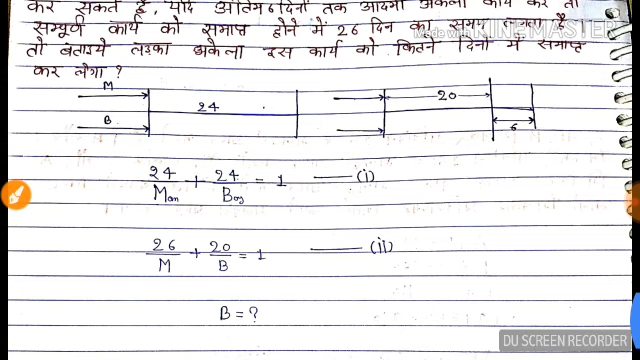 कर सकते हैं, यदि अंतिम 6 दिनों तक आदमी अकेला कार्य करे तो
सम्पूर्ण कार्य को समाप्त होने में 26 दिन का समय लगता है
Made with KINEMASTER
तो बताइये लड़का अकेला इस कार्य को कितने दिनों में समाप्त
कर लेगा ?
M
24
20
B
6
24/Man + 24/Boy - 1 —— (i)
26/M + 20/B = 1 —— (ii)
B = ?
DU SCREEN RECORDER